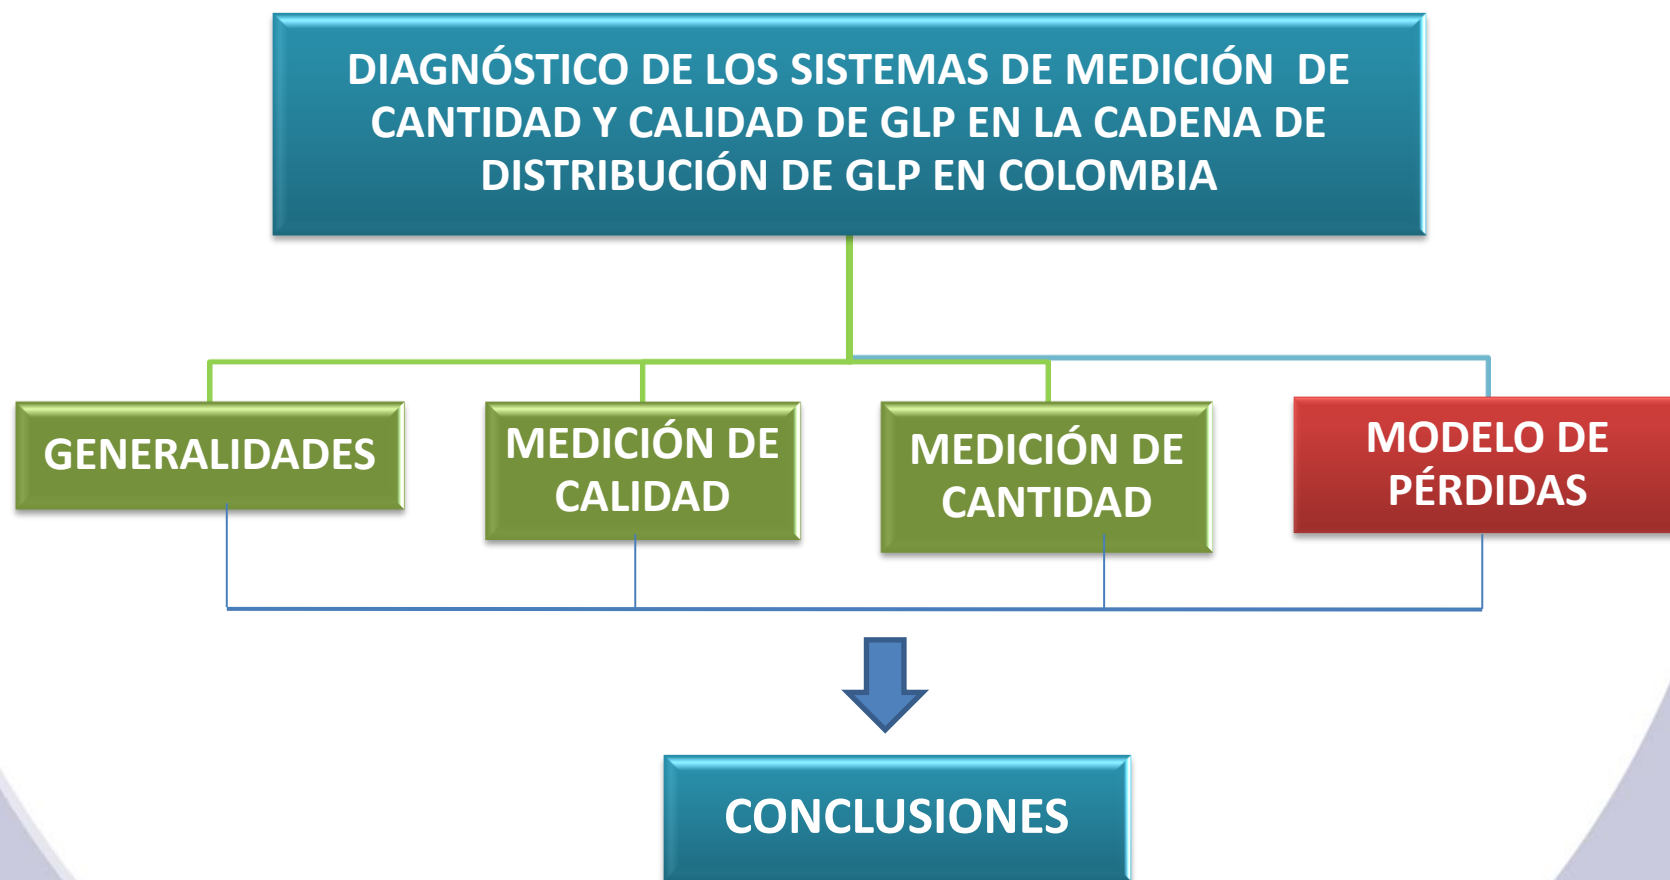 DIAGNÓSTICO DE LOS SISTEMAS DE MEDICIÓN DE
CANTIDAD Y CALIDAD DE GLP EN LA CADENA DE
DISTRIBUCIÓN DE GLP EN COLOMBIA
GENERALIDADES
MEDICIÓN DE
CALIDAD
MEDICIÓN DE
CANTIDAD
MODELO DE
PÉRDIDAS
CONCLUSIONES